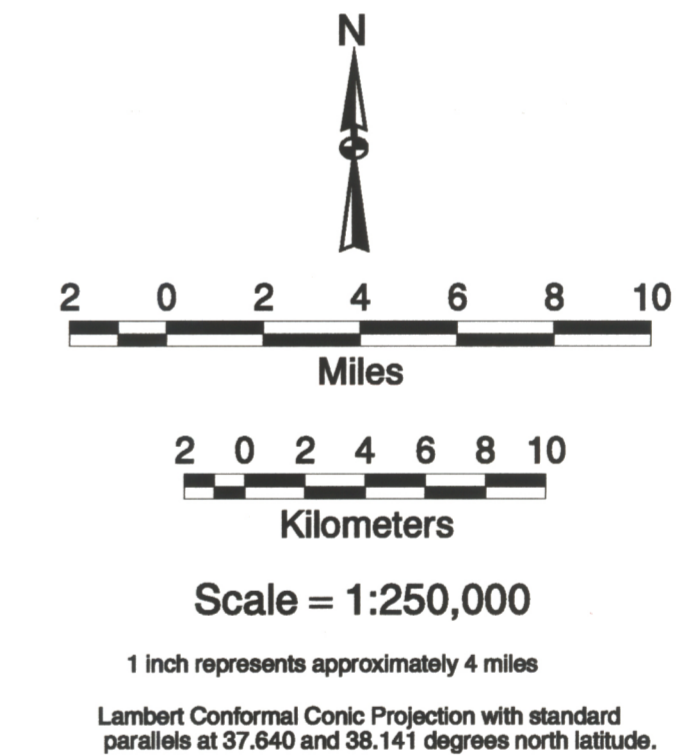 N
2 0 2 4 6 8 10
Miles
2 0 2 4 6 8 10
Kilometers
Scale = 1:250,000
1 inch represents approximately 4 miles
Lambert Conformal Conic Projection with standard
parallels at 37.640 and 38.141 degrees north latitude.